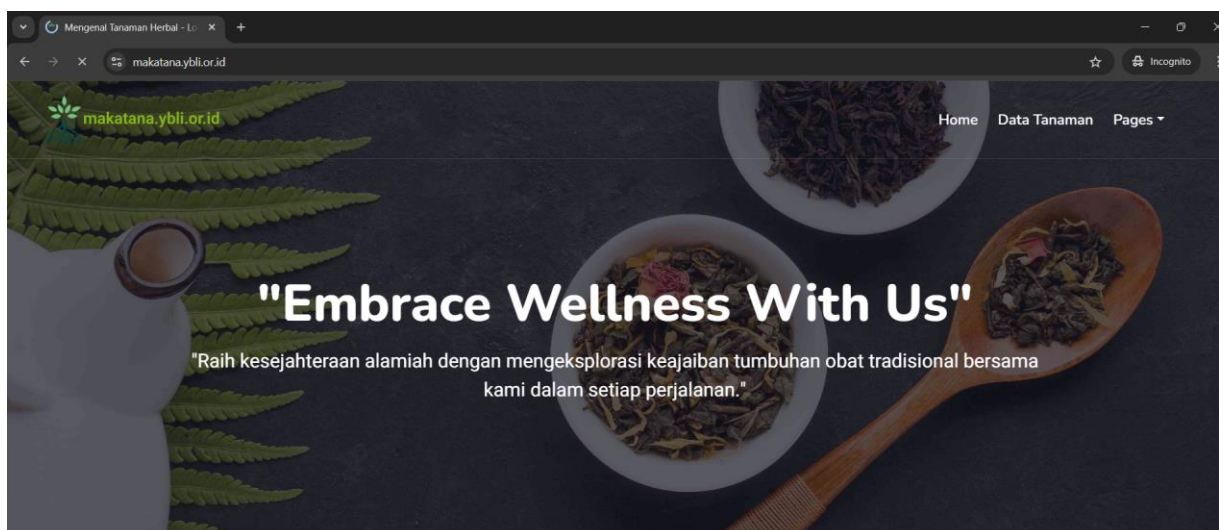 Mengenal Tanaman Herbal - Lo
makatana.ybli.or.id
Incognito
makatana.ybli.or.id
Home Data Tanaman Pages
"Embrace Wellness With Us"
"Raih kesejahteraan alamiah dengan mengeksplorasi keajaiban tumbuhan obat tradisional bersama
kami dalam setiap perjalanan."